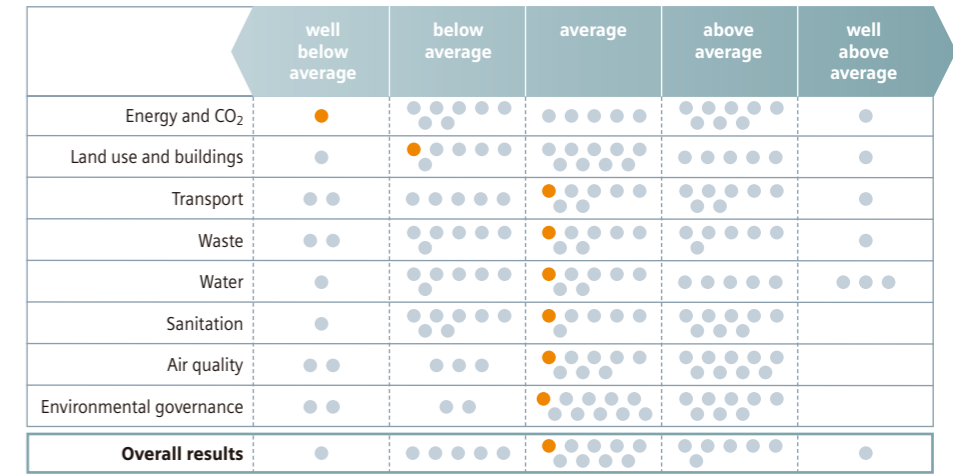 well
below
average
below
average
average
above
average
well
above
average
Energy and CO₂
Land use and buildings
Transport
Waste
Water
Sanitation
Air quality
Environmental governance
Overall results